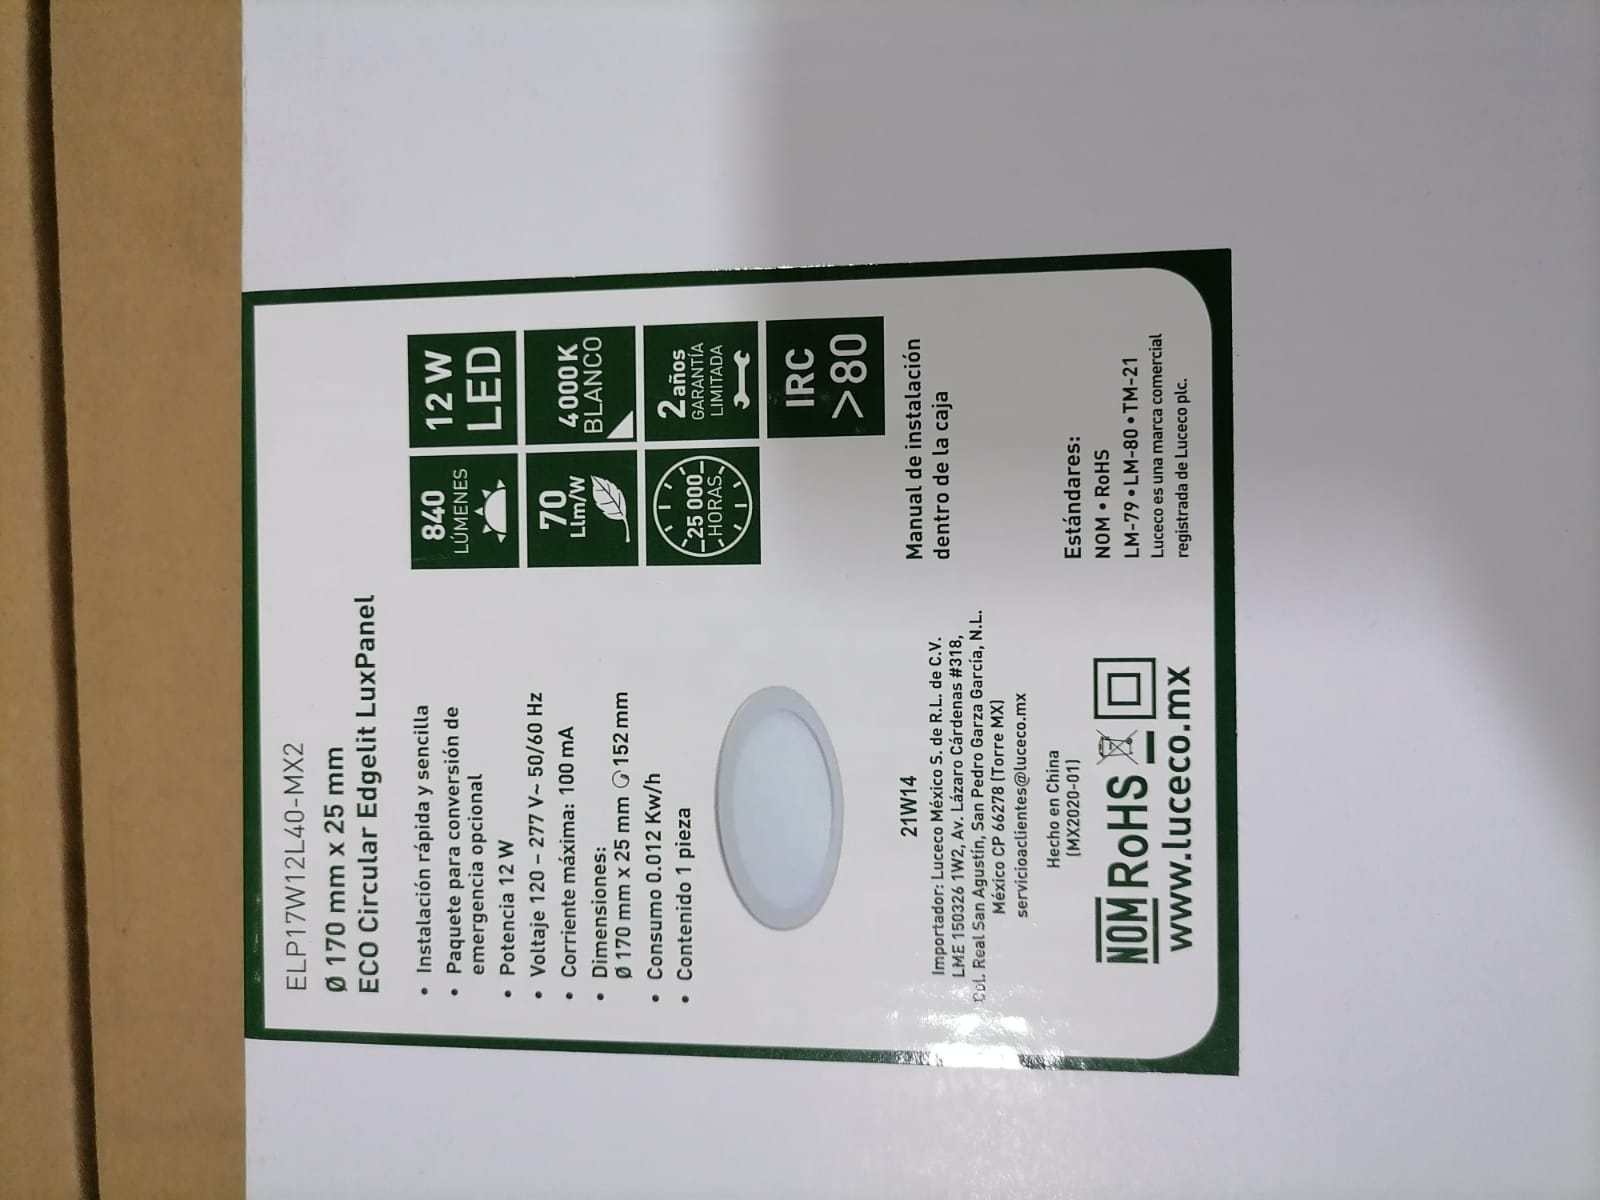 ELP17W12L40-MX2
Ø 170 mm x 25 mm
ECO Circular Edgelit LuxPanel
• Instalación rápida y sencilla
• Paquete para conversión de
emergencia opcional
• Potencia 12 W
• Voltaje 120 – 277 V~ 50/60 Hz
• Corriente máxima: 100 mA
• Dimensiones:
Ø 170 mm x 25 mm 152 mm
• Consumo 0.012 Kw/h
• Contenido 1 pieza
840
LÚMENES
12 W
LED
70
Llm/W
4 000 K
BLANCO
25 000
HORAS
2 años
GARANTÍA
LIMITADA
IRC
>80
21W14
Importador: Luceco México S. de R.L. de C.V.
LME 150326 1W2, Av. Lázaro Cárdenas #318,
Col. Real San Agustín, San Pedro Garza García, N.L.
México CP 66278 (Torre MX)
servicioaclientes@luceco.mx
Hecho en China
(MX2020-01)
NOM RoHS
www.luceco.mx
Manual de instalación
dentro de la caja
Estándares:
NOM • RoHS
LM-79 • LM-80 • TM-21
Luceco es una marca comercial
registrada de Luceco plc.